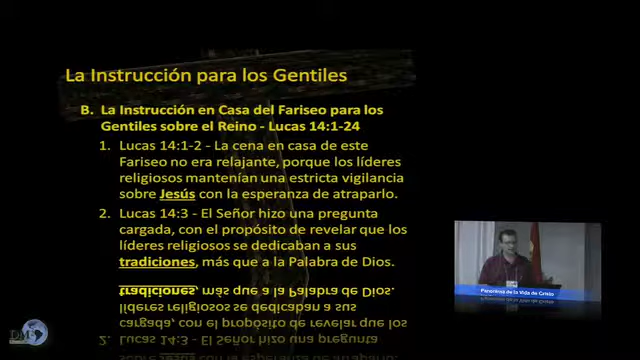 La Instrucción para los Gentiles
B. La Instrucción en Casa del Fariseo para los
Gentiles sobre el Reino - Lucas 14:1-24
1. Lucas 14:1-2 - La cena en casa de este
Fariseo no era relajante, porque los líderes
religiosos mantenían una estricta vigilancia
sobre Jesús con la esperanza de atraparlo.
2. Lucas 14:3 - El Señor hizo una pregunta
cargada, con el propósito de revelar que los
líderes religiosos se dedicaban a sus
tradiciones, más que a la Palabra de Dios.
Panorama de la Vida de Cristo